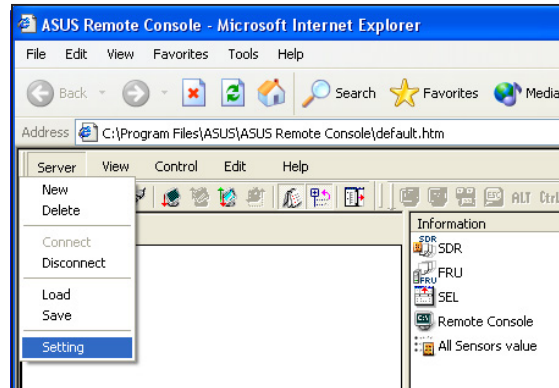 ASUS Remote Console - Microsoft Internet Explorer
File Edit View Favorites Tools Help
Back Search Favorites Media
Address C:\Program Files\ASUS\ASUS Remote Console\default.htm
Server View Control Edit Help
New
Delete
Connect
Disconnect
Load
Save
Setting
ALT Ctrl
Information
SDR SDR
FRU FRU
SEL
Remote Console
All Sensors value